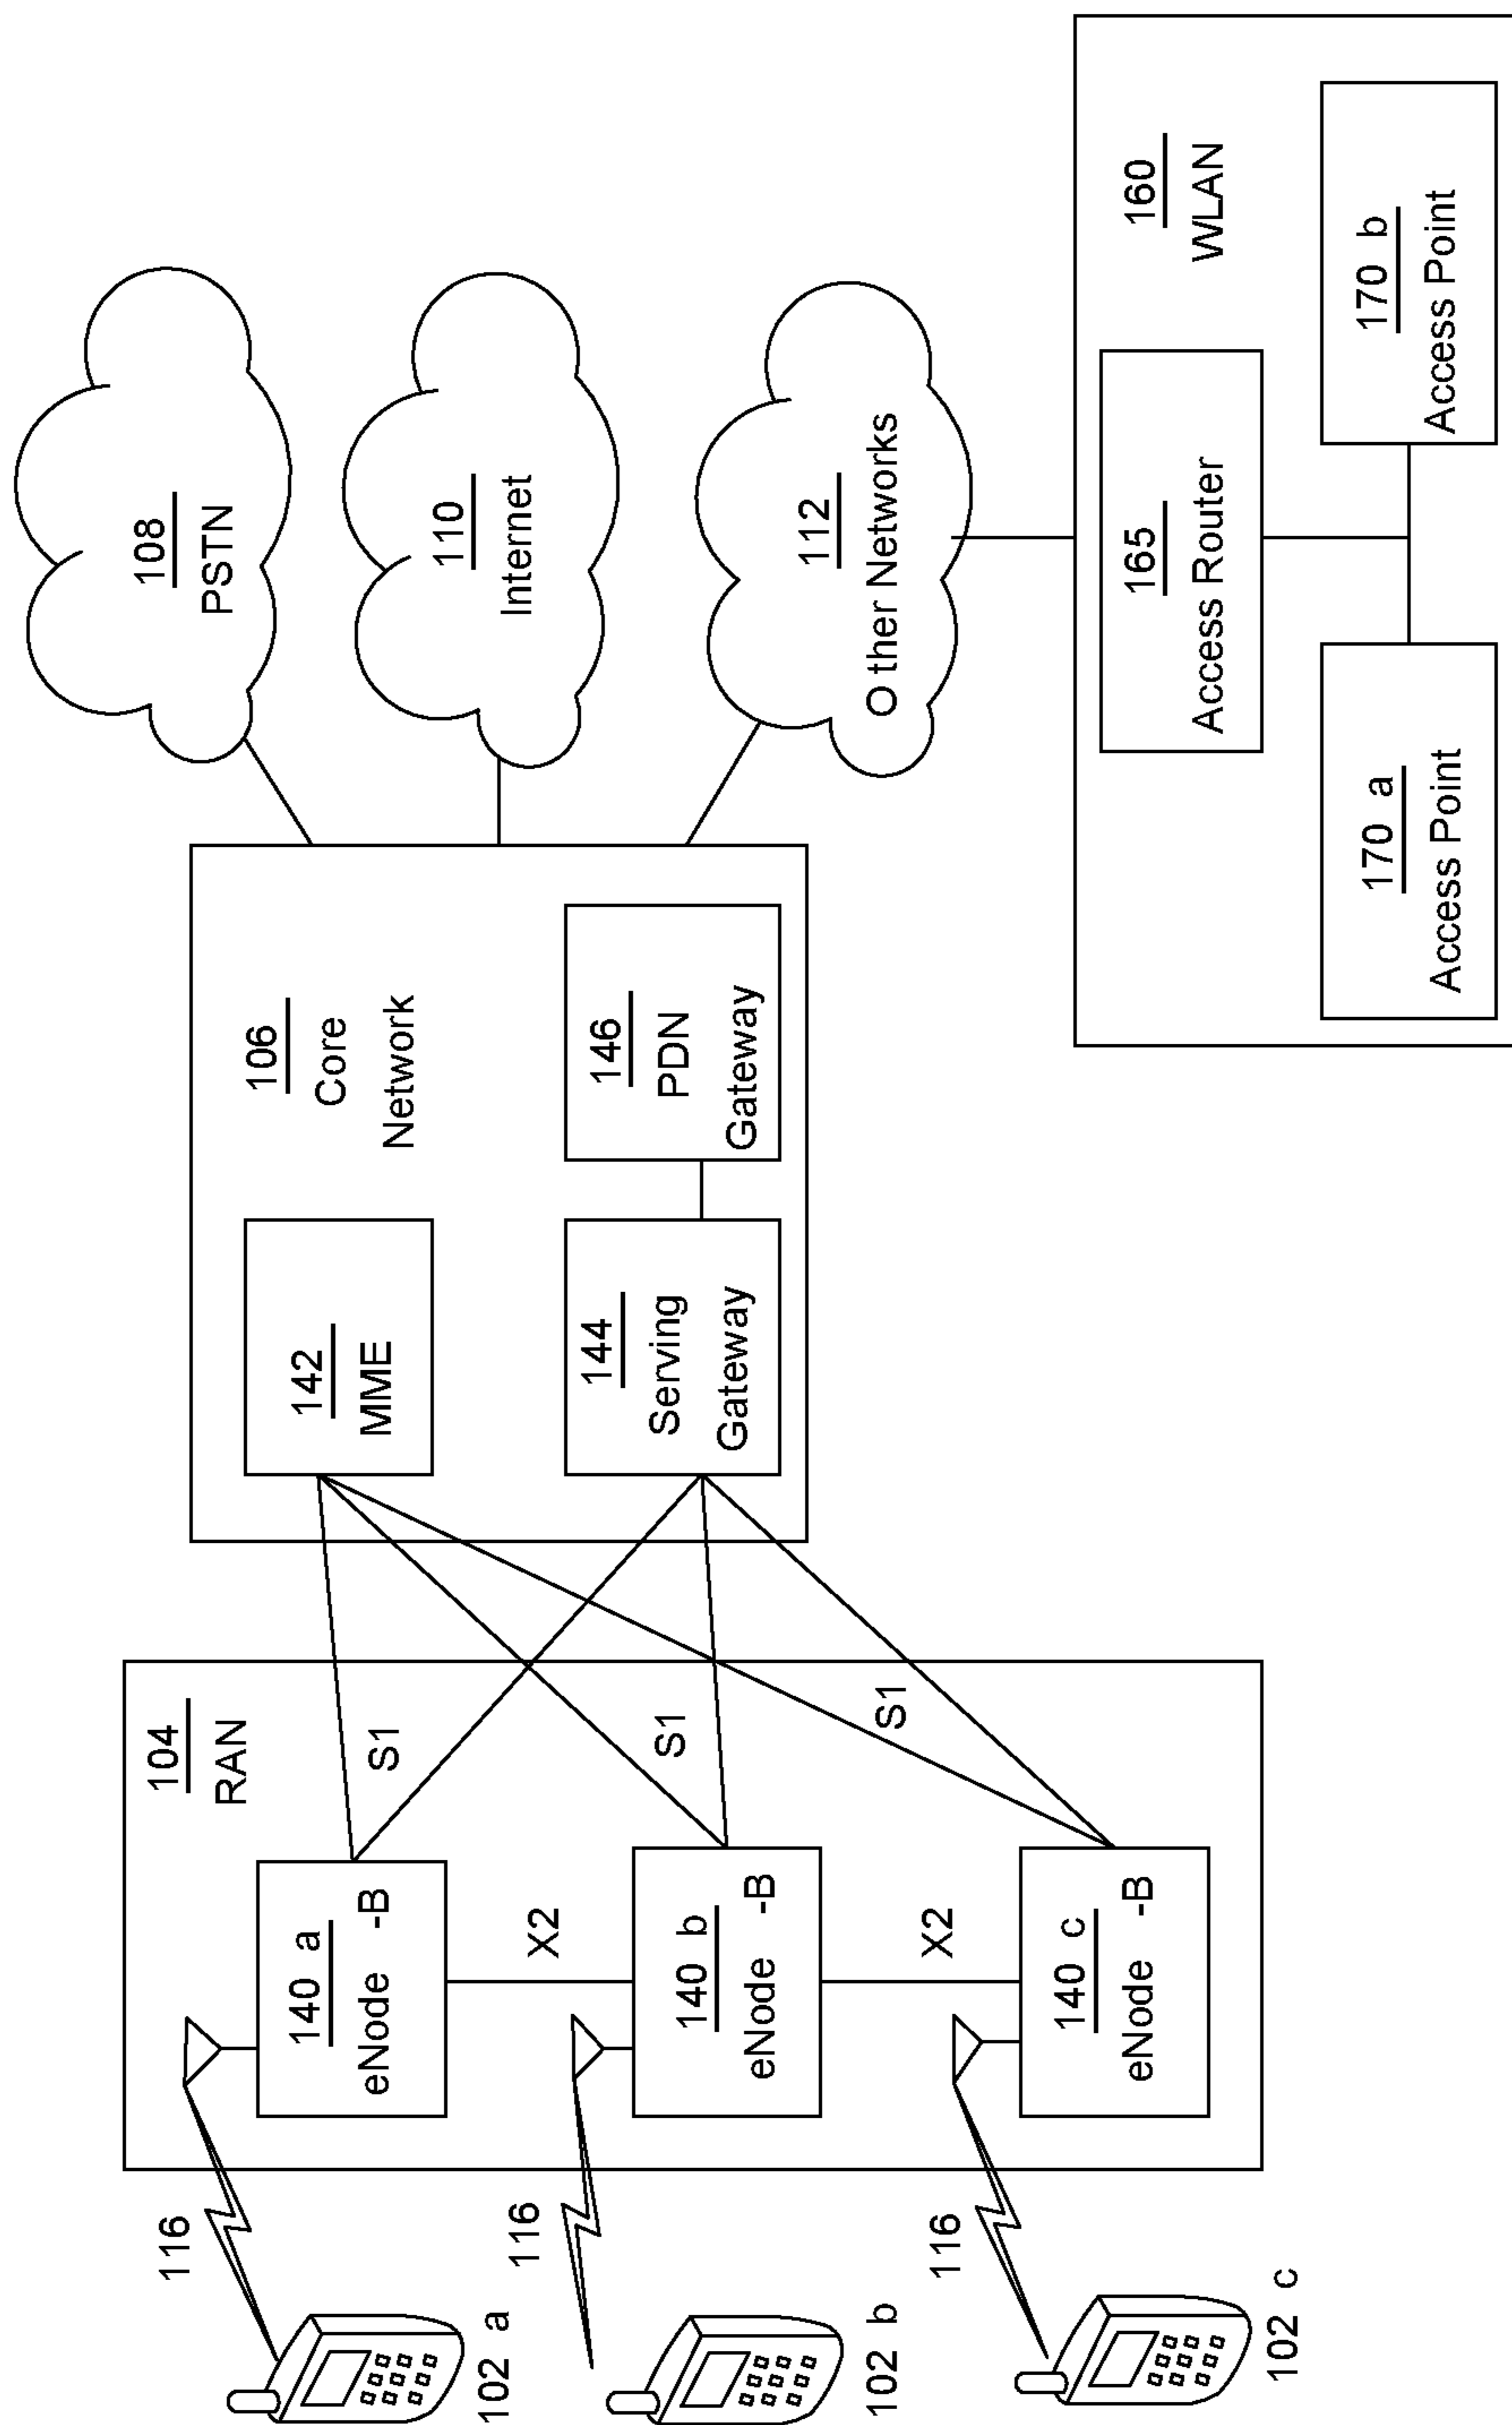 108
PSTN
110
Internet
112
O ther Networks
106
Core
Network
142
MME
144
Serving
Gateway
146
PDN
Gateway
104
RAN
S1
S1
S1
140 a
eNode -B
X2
140 b
eNode -B
X2
140 c
eNode -B
116
116
116
102 a
102 b
102 c
160
WLAN
165
Access Router
170 a
Access Point
170 b
Access Point